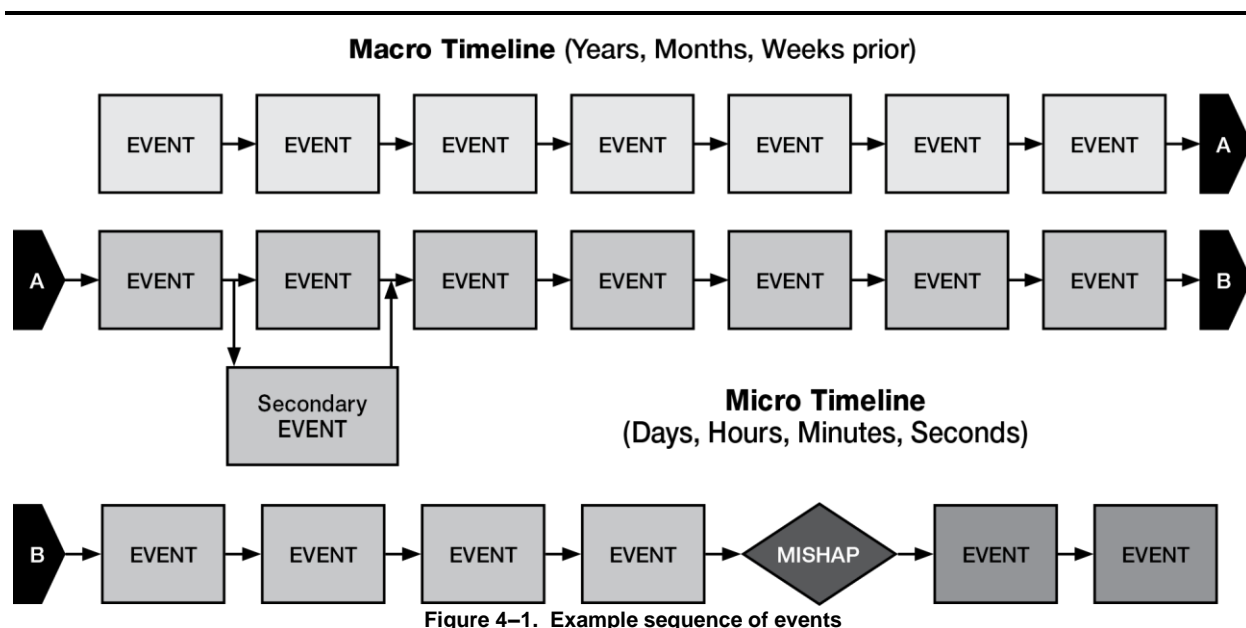 Macro Timeline (Years, Months, Weeks prior)
EVENT EVENT EVENT EVENT EVENT EVENT EVENT A
A EVENT EVENT EVENT EVENT EVENT EVENT EVENT B
Secondary
EVENT
Micro Timeline
(Days, Hours, Minutes, Seconds)
B EVENT EVENT EVENT EVENT MISHAP EVENT EVENT
Figure 4–1. Example sequence of events